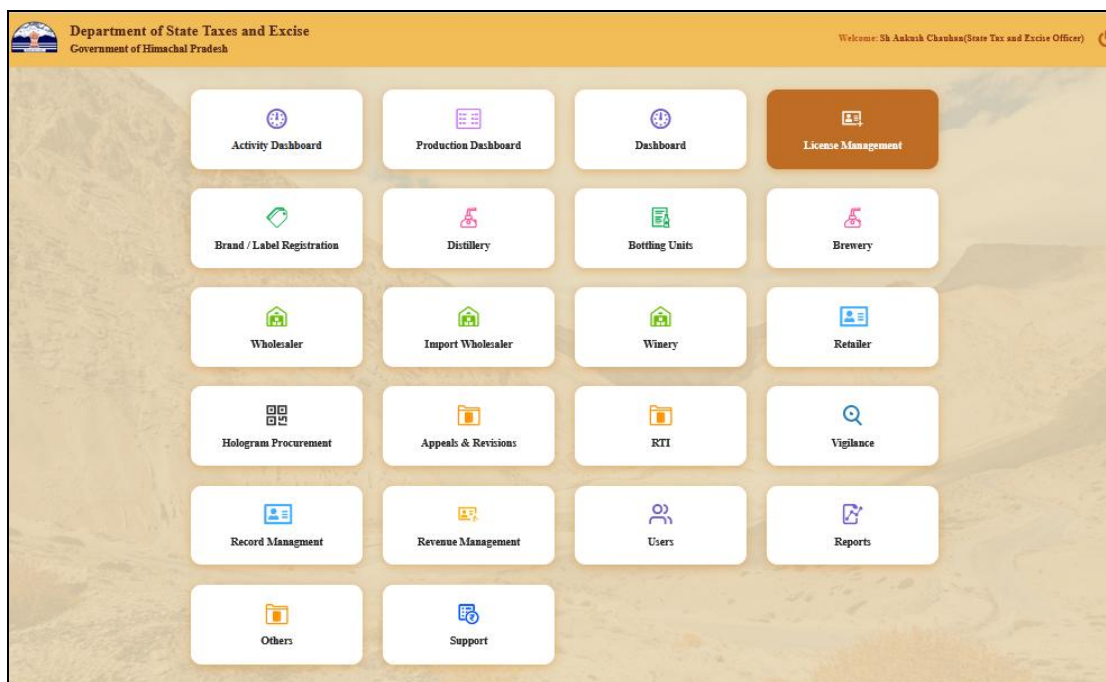 Department of State Taxes and Excise
Government of Himachal Pradesh
Welcome: Sh Ankush Chauhan(State Tax and Excise Officer)
Activity Dashboard
Production Dashboard
Dashboard
License Management
Brand / Label Registration
Distillery
Bottling Units
Brewery
Wholesaler
Import Wholesaler
Winery
Retailer
Hologram Procurement
Appeals & Revisions
RTI
Vigilance
Record Managment
Revenue Management
Users
Reports
Others
Support